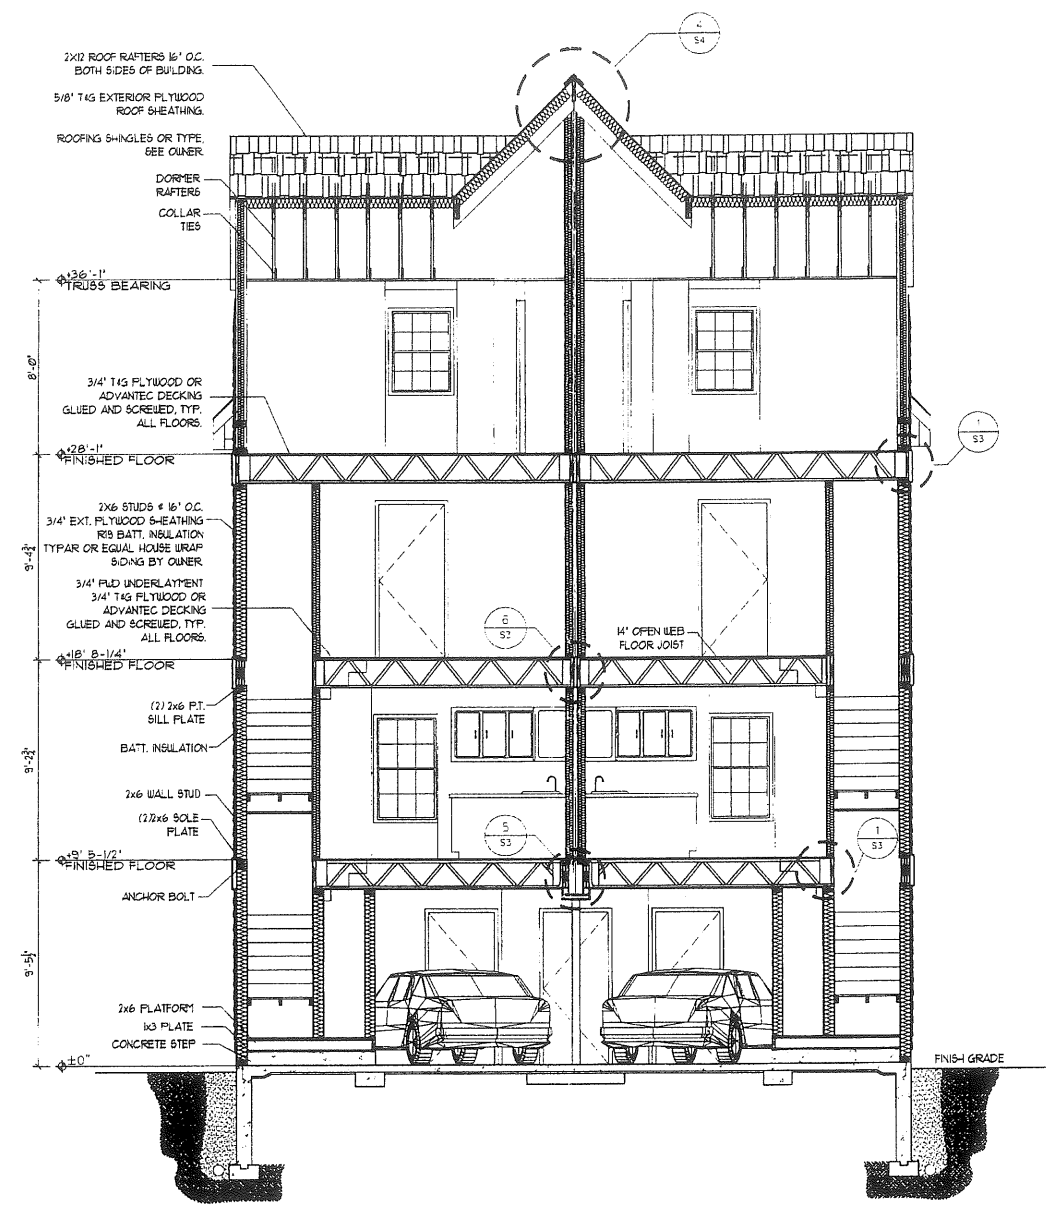 2
S4
2X12 ROOF RAFTERS 16" O.C.
BOTH SIDES OF BUILDING.
5/8" T&G EXTERIOR PLYWOOD
ROOF SHEATHING.
ROOFING SHINGLES OR TYPE,
SEE OWNER.
DORMER
RAFTERS
COLLAR
TIES
+36'-1"
TRUSS BEARING
8'-0"
3/4" T&G PLYWOOD OR
ADVANTEC DECKING
GLUED AND SCREWED, TYP.
ALL FLOORS.
1
S3
+28'-1"
FINISHED FLOOR
2X6 STUDS @ 16" O.C.
3/4" EXT. PLYWOOD SHEATHING
R19 BATT. INSULATION
TYPAR OR EQUAL HOUSE WRAP
SIDING BY OWNER
9'-4 3/4"
3/4" PWD UNDERLAYMENT
3/4" T&G PLYWOOD OR
ADVANTEC DECKING
GLUED AND SCREWED, TYP.
ALL FLOORS.
S2
14" OPEN WEB
FLOOR JOIST
+18' 8-1/4"
FINISHED FLOOR
(2) 2x6 P.T.
SILL PLATE
BATT. INSULATION
9'-2 3/4"
2x6 WALL STUD
(2)2x6 SOLE
PLATE
5
S3
1
S3
+9' 5-1/2"
FINISHED FLOOR
ANCHOR BOLT
9'-5 1/2"
2x6 PLATFORM
1x3 PLATE
CONCRETE STEP
±0"
FINISH GRADE